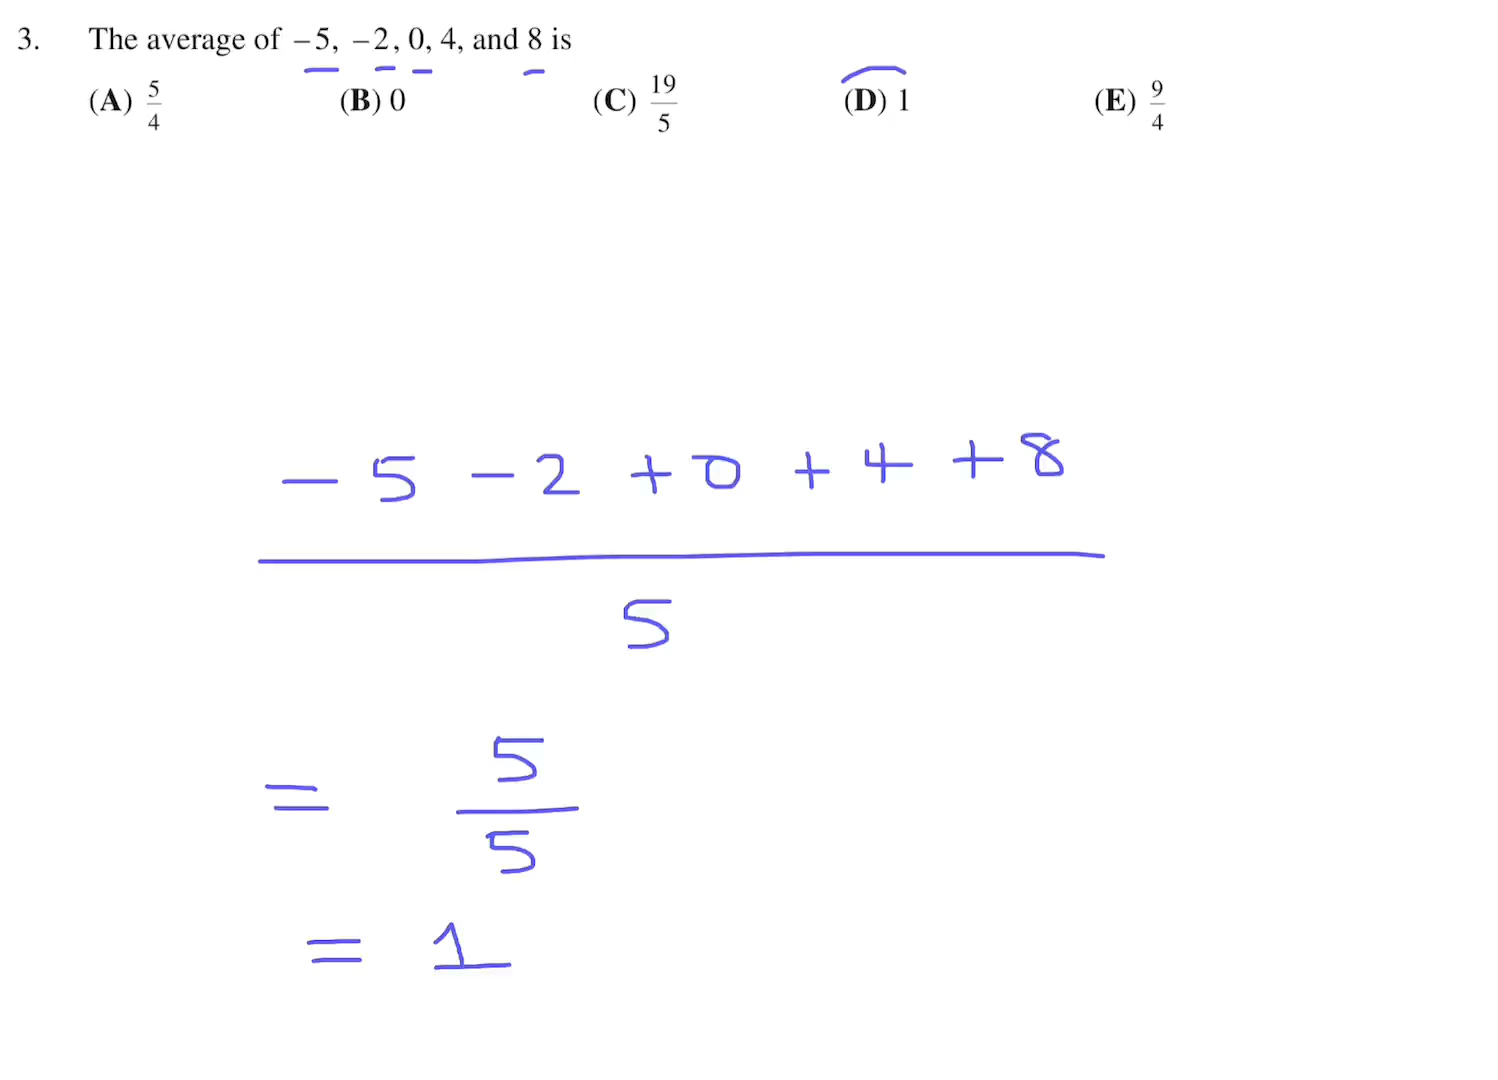 3. The average of −5, −2, 0, 4, and 8 is
(A) 5/4 (B) 0 (C) 19/5 (D) 1 (E) 9/4
− 5 − 2 + 0 + 4 + 8
5
= 5/5
= 1